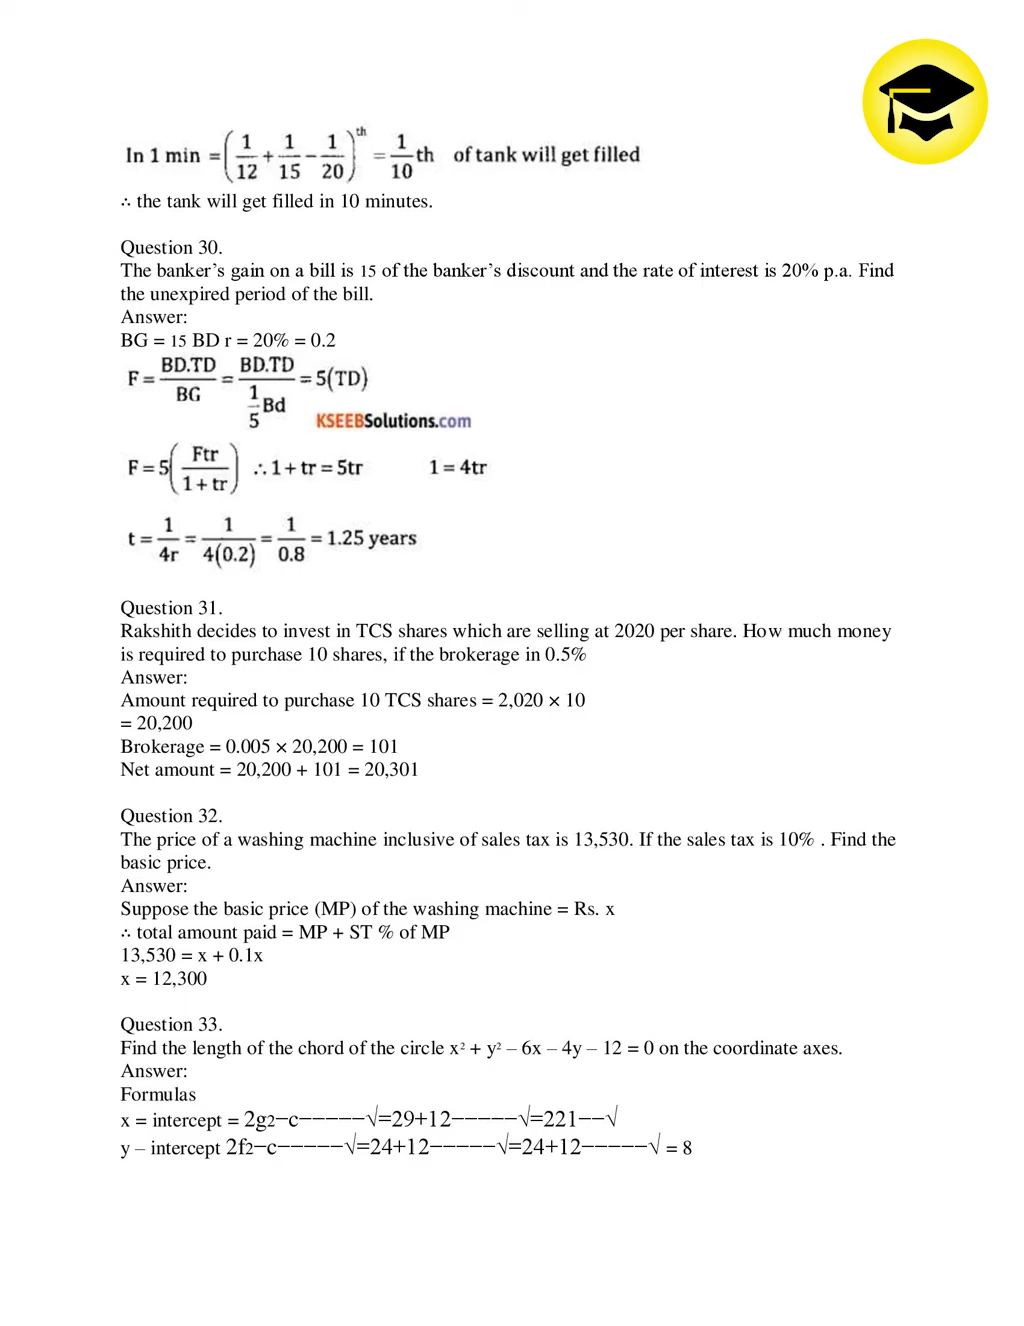 In 1 min = (1/12 + 1/15 − 1/20)^th = 1/10 th of tank will get filled
∴ the tank will get filled in 10 minutes.
Question 30.
The banker’s gain on a bill is 15 of the banker’s discount and the rate of interest is 20% p.a. Find
the unexpired period of the bill.
Answer:
BG = 15 BD r = 20% = 0.2
F = BD.TD/BG = BD.TD/(1/5 Bd) = 5(TD)
KSEEBSolutions.com
F = 5(Ftr/(1 + tr)) ∴ 1 + tr = 5tr 1 = 4tr
t = 1/4r = 1/4(0.2) = 1/0.8 = 1.25 years
Question 31.
Rakshith decides to invest in TCS shares which are selling at 2020 per share. How much money
is required to purchase 10 shares, if the brokerage in 0.5%
Answer:
Amount required to purchase 10 TCS shares = 2,020 × 10
= 20,200
Brokerage = 0.005 × 20,200 = 101
Net amount = 20,200 + 101 = 20,301
Question 32.
The price of a washing machine inclusive of sales tax is 13,530. If the sales tax is 10% . Find the
basic price.
Answer:
Suppose the basic price (MP) of the washing machine = Rs. x
∴ total amount paid = MP + ST % of MP
13,530 = x + 0.1x
x = 12,300
Question 33.
Find the length of the chord of the circle x² + y² – 6x – 4y – 12 = 0 on the coordinate axes.
Answer:
Formulas
x = intercept = 2g2−c−−−−−√=29+12−−−−−√=221−−√
y – intercept 2f2−c−−−−−√=24+12−−−−−√=24+12−−−−−√ = 8